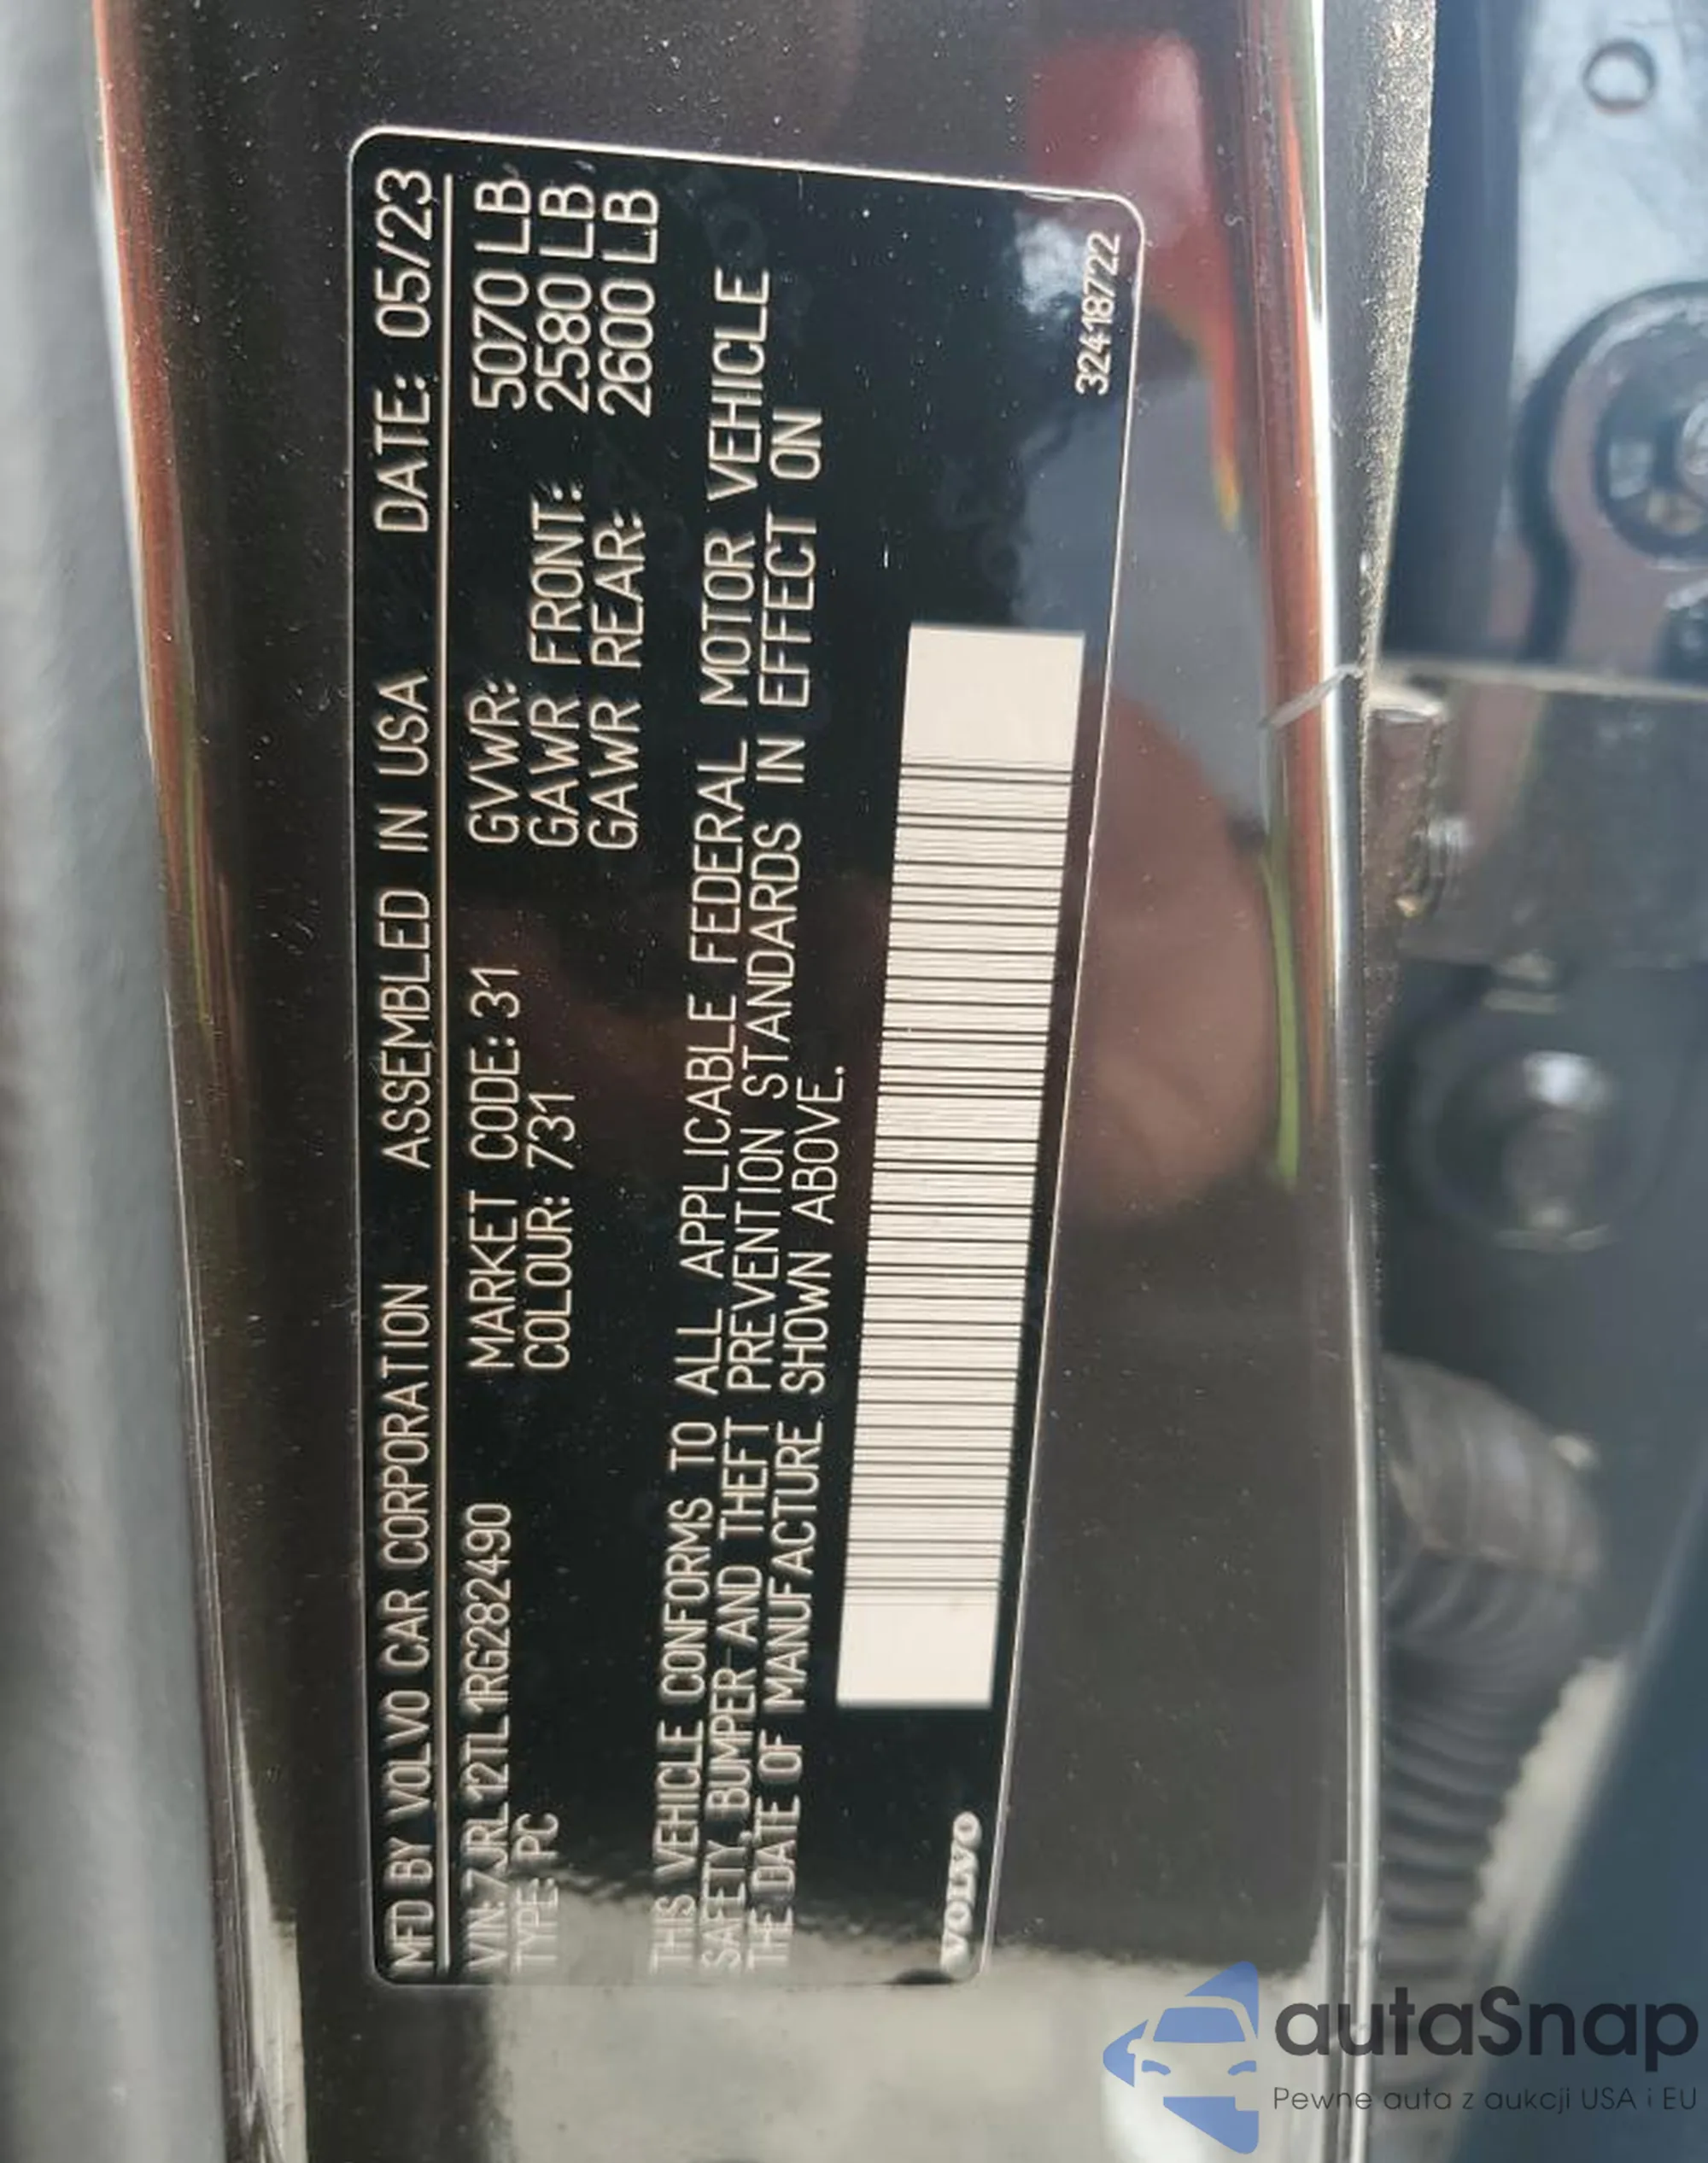 MFD BY VOLVO CAR CORPORATION ASSEMBLED IN USA DATE: 05/23
VIN: 7JRL12TL1RG282490 MARKET CODE: 31 GVWR: 5070 LB
TYPE: PC COLOUR: 731 GAWR FRONT: 2580 LB
GAWR REAR: 2600 LB
THIS VEHICLE CONFORMS TO ALL APPLICABLE FEDERAL MOTOR VEHICLE
SAFETY, BUMPER AND THEFT PREVENTION STANDARDS IN EFFECT ON
THE DATE OF MANUFACTURE SHOWN ABOVE.
VOLVO 32418722
autaSnap
Pewne auta z aukcji USA i EU